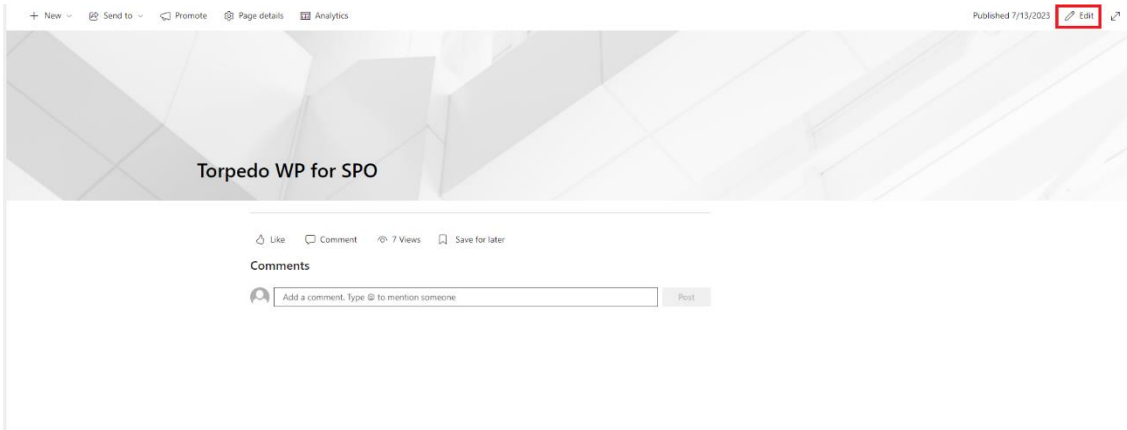 New Send to Promote Page details Analytics Published 7/13/2023 Edit
Torpedo WP for SPO
Like Comment 7 Views Save for later
Comments
Add a comment. Type @ to mention someone Post